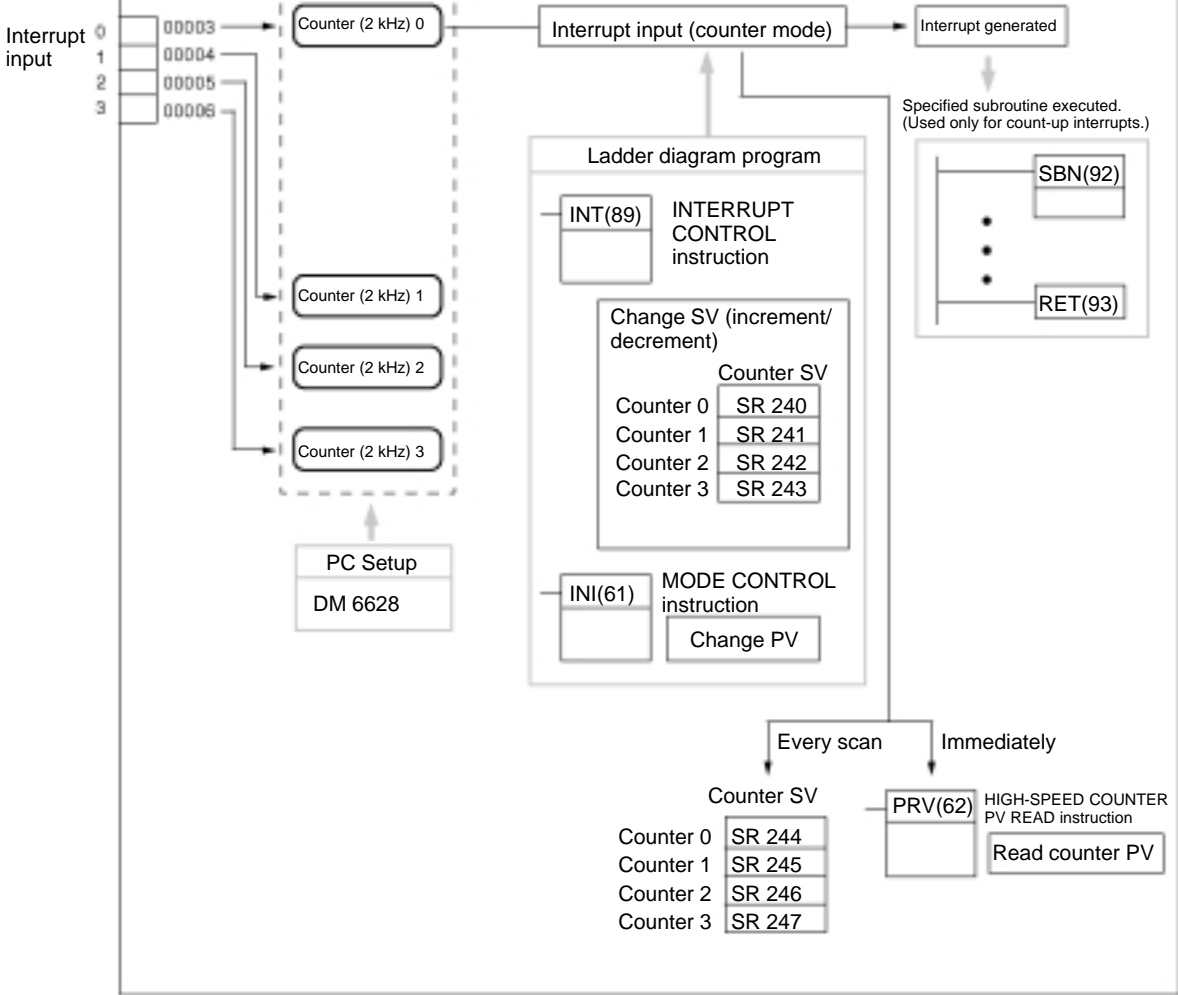 Interrupt
input
0
1
2
3
00003
00004
00005
00006
Counter (2 kHz) 0
Counter (2 kHz) 1
Counter (2 kHz) 2
Counter (2 kHz) 3
PC Setup
DM 6628
Interrupt input (counter mode)
Interrupt generated
Specified subroutine executed.
(Used only for count-up interrupts.)
SBN(92)
RET(93)
Ladder diagram program
INT(89)
INTERRUPT
CONTROL
instruction
Change SV (increment/
decrement)
Counter SV
Counter 0 SR 240
Counter 1 SR 241
Counter 2 SR 242
Counter 3 SR 243
INI(61)
MODE CONTROL
instruction
Change PV
Every scan
Immediately
Counter SV
Counter 0 SR 244
Counter 1 SR 245
Counter 2 SR 246
Counter 3 SR 247
PRV(62)
HIGH-SPEED COUNTER
PV READ instruction
Read counter PV